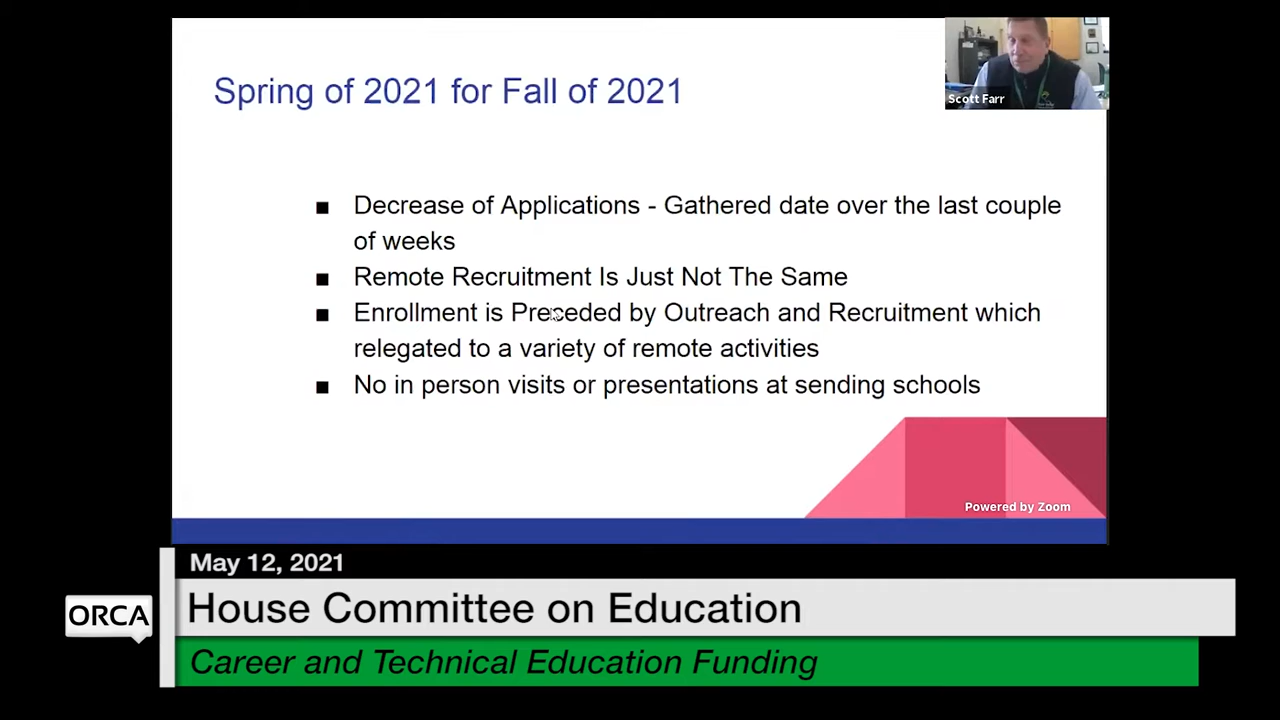 Spring of 2021 for Fall of 2021
Scott Farr
■ Decrease of Applications - Gathered date over the last couple
of weeks
■ Remote Recruitment Is Just Not The Same
■ Enrollment is Preceded by Outreach and Recruitment which
relegated to a variety of remote activities
■ No in person visits or presentations at sending schools
Powered by Zoom
May 12, 2021
ORCA
House Committee on Education
Career and Technical Education Funding